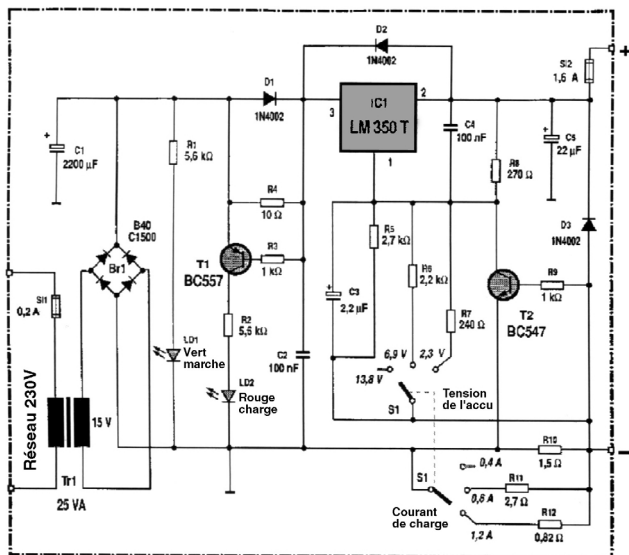 D2
1N4002
SI2
1,6 A
+
D1
1N4002
3
IC1
LM 350 T
2
1
C4
100 nF
+
C1
2200 µF
R1
5,6 kΩ
R8
270 Ω
+
C5
22 µF
R4
10 Ω
R5
2,7 kΩ
D3
1N4002
B40
C1500
Br1
T1
BC557
R3
1 kΩ
R6
2,2 kΩ
+
C3
2,2 µF
T2
BC547
R9
1 kΩ
SI1
0,2 A
R2
5,6 kΩ
R7
240 Ω
C2
100 nF
LD1
Vert
marche
6,9 V
2,3 V
13,8 V
LD2
Rouge
charge
S1
Tension
de l'accu
Réseau 230V
15 V
Tr1
25 VA
R10
1,5 Ω
–
S1
0,4 A
0,6 A
R11
2,7 Ω
Courant
de charge
1,2 A
R12
0,82Ω